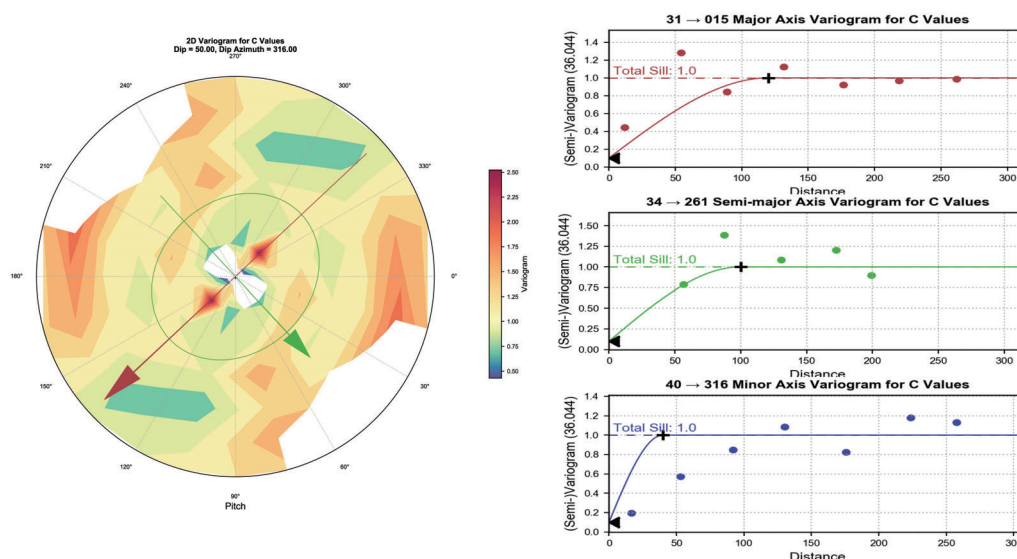 2D Variogram for C Values
Dip = 50.00, Dip Azimuth = 316.00
270°
240°
300°
210°
330°
180°
0°
150°
30°
120°
60°
90°
Pitch
2.50
2.25
2.00
1.75
1.50
1.25
1.00
0.75
0.50
Variogram
31 → 015 Major Axis Variogram for C Values
(Semi-)Variogram (36.044)
1.4
1.2
1.0
0.8
0.6
0.4
0.2
0.0
Total Sill: 1.0
0 50 100 150 200 250 300
Distance
34 → 261 Semi-major Axis Variogram for C Values
(Semi-)Variogram (36.044)
1.50
1.25
1.00
0.75
0.50
0.25
0.00
Total Sill: 1.0
0 50 100 150 200 250 300
Distance
40 → 316 Minor Axis Variogram for C Values
(Semi-)Variogram (36.044)
1.4
1.2
1.0
0.8
0.6
0.4
0.2
0.0
Total Sill: 1.0
0 50 100 150 200 250 300
Distance